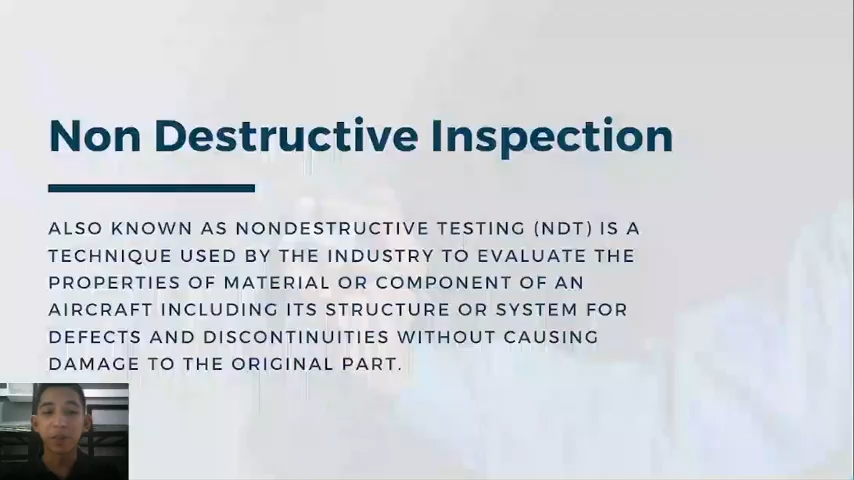 Non Destructive Inspection
ALSO KNOWN AS NONDESTRUCTIVE TESTING (NDT) IS A
TECHNIQUE USED BY THE INDUSTRY TO EVALUATE THE
PROPERTIES OF MATERIAL OR COMPONENT OF AN
AIRCRAFT INCLUDING ITS STRUCTURE OR SYSTEM FOR
DEFECTS AND DISCONTINUITIES WITHOUT CAUSING
DAMAGE TO THE ORIGINAL PART.